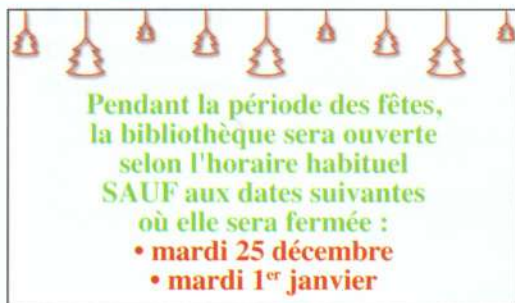 Pendant la période des fêtes,
la bibliothèque sera ouverte
selon l'horaire habituel
SAUF aux dates suivantes
où elle sera fermée :
• mardi 25 décembre
• mardi 1er janvier